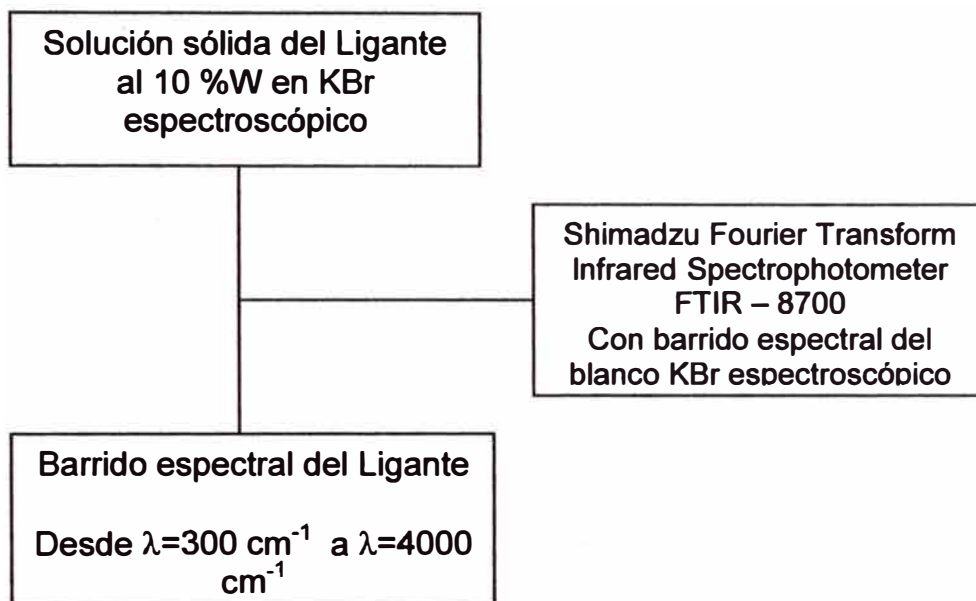 Solución sólida del Ligante
al 10 %W en KBr
espectroscópico
Shimadzu Fourier Transform
Infrared Spectrophotometer
FTIR – 8700
Con barrido espectral del
blanco KBr espectroscópico
Barrido espectral del Ligante
Desde λ=300 cm⁻¹ a λ=4000
cm⁻¹